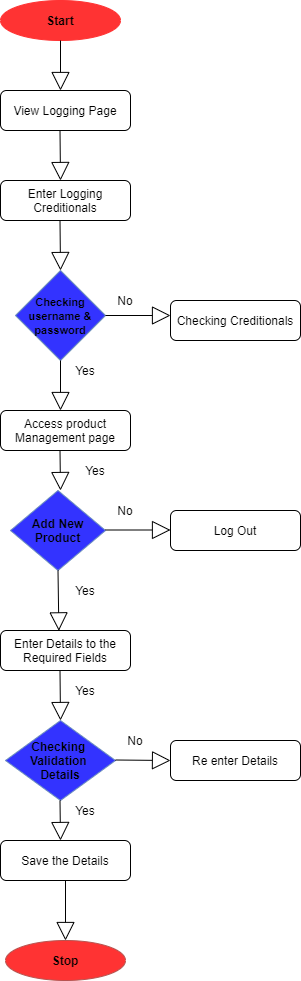 Start
View Logging Page
Enter Logging
Creditionals
Checking
username &
password
No
Checking Creditionals
Yes
Access product
Management page
Yes
Add New
Product
No
Log Out
Yes
Enter Details to the
Required Fields
Yes
Checking
Validation
Details
No
Re enter Details
Yes
Save the Details
Stop